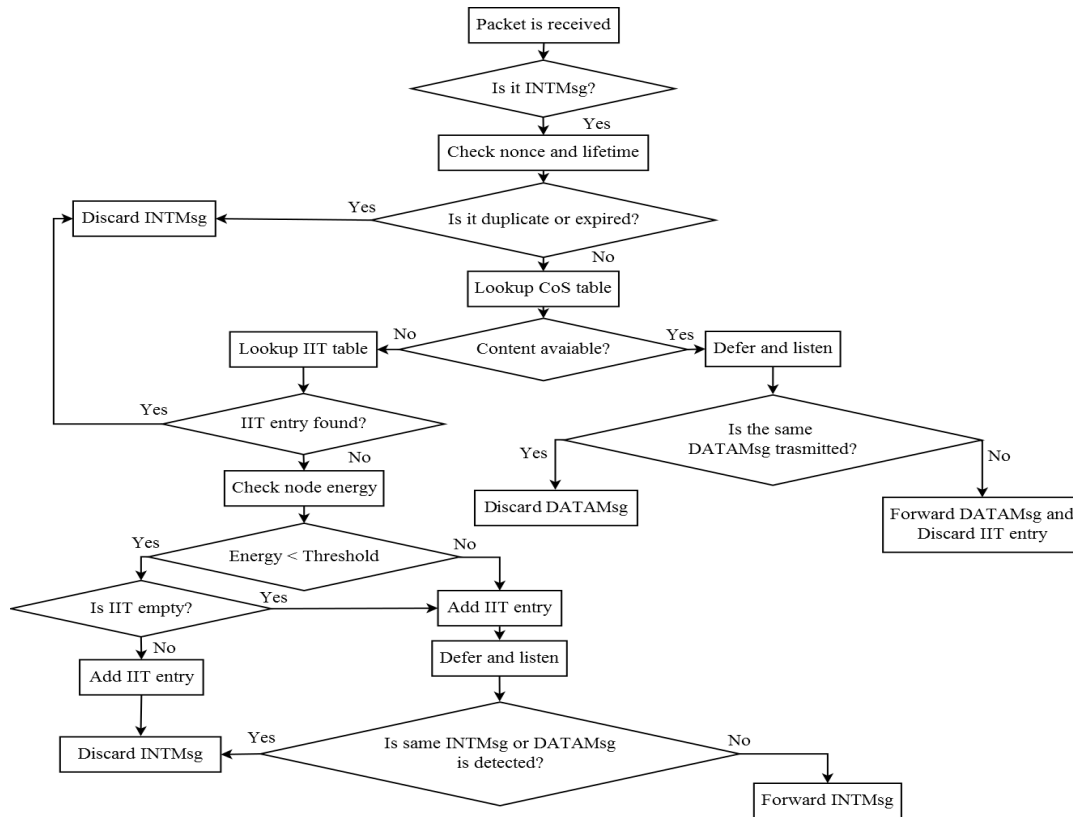 Packet is received
Is it INTMsg?
Yes
Check nonce and lifetime
Discard INTMsg
Yes
Is it duplicate or expired?
No
Lookup CoS table
Lookup IIT table
No
Content avaiable?
Yes
Defer and listen
Yes
IIT entry found?
No
Is the same
DATAMsg trasmitted?
Yes
No
Check node energy
Discard DATAMsg
Forward DATAMsg and
Discard IIT entry
Yes
Energy < Threshold
No
Is IIT empty?
Yes
Add IIT entry
No
Defer and listen
Add IIT entry
Discard INTMsg
Yes
Is same INTMsg or DATAMsg
is detected?
No
Forward INTMsg